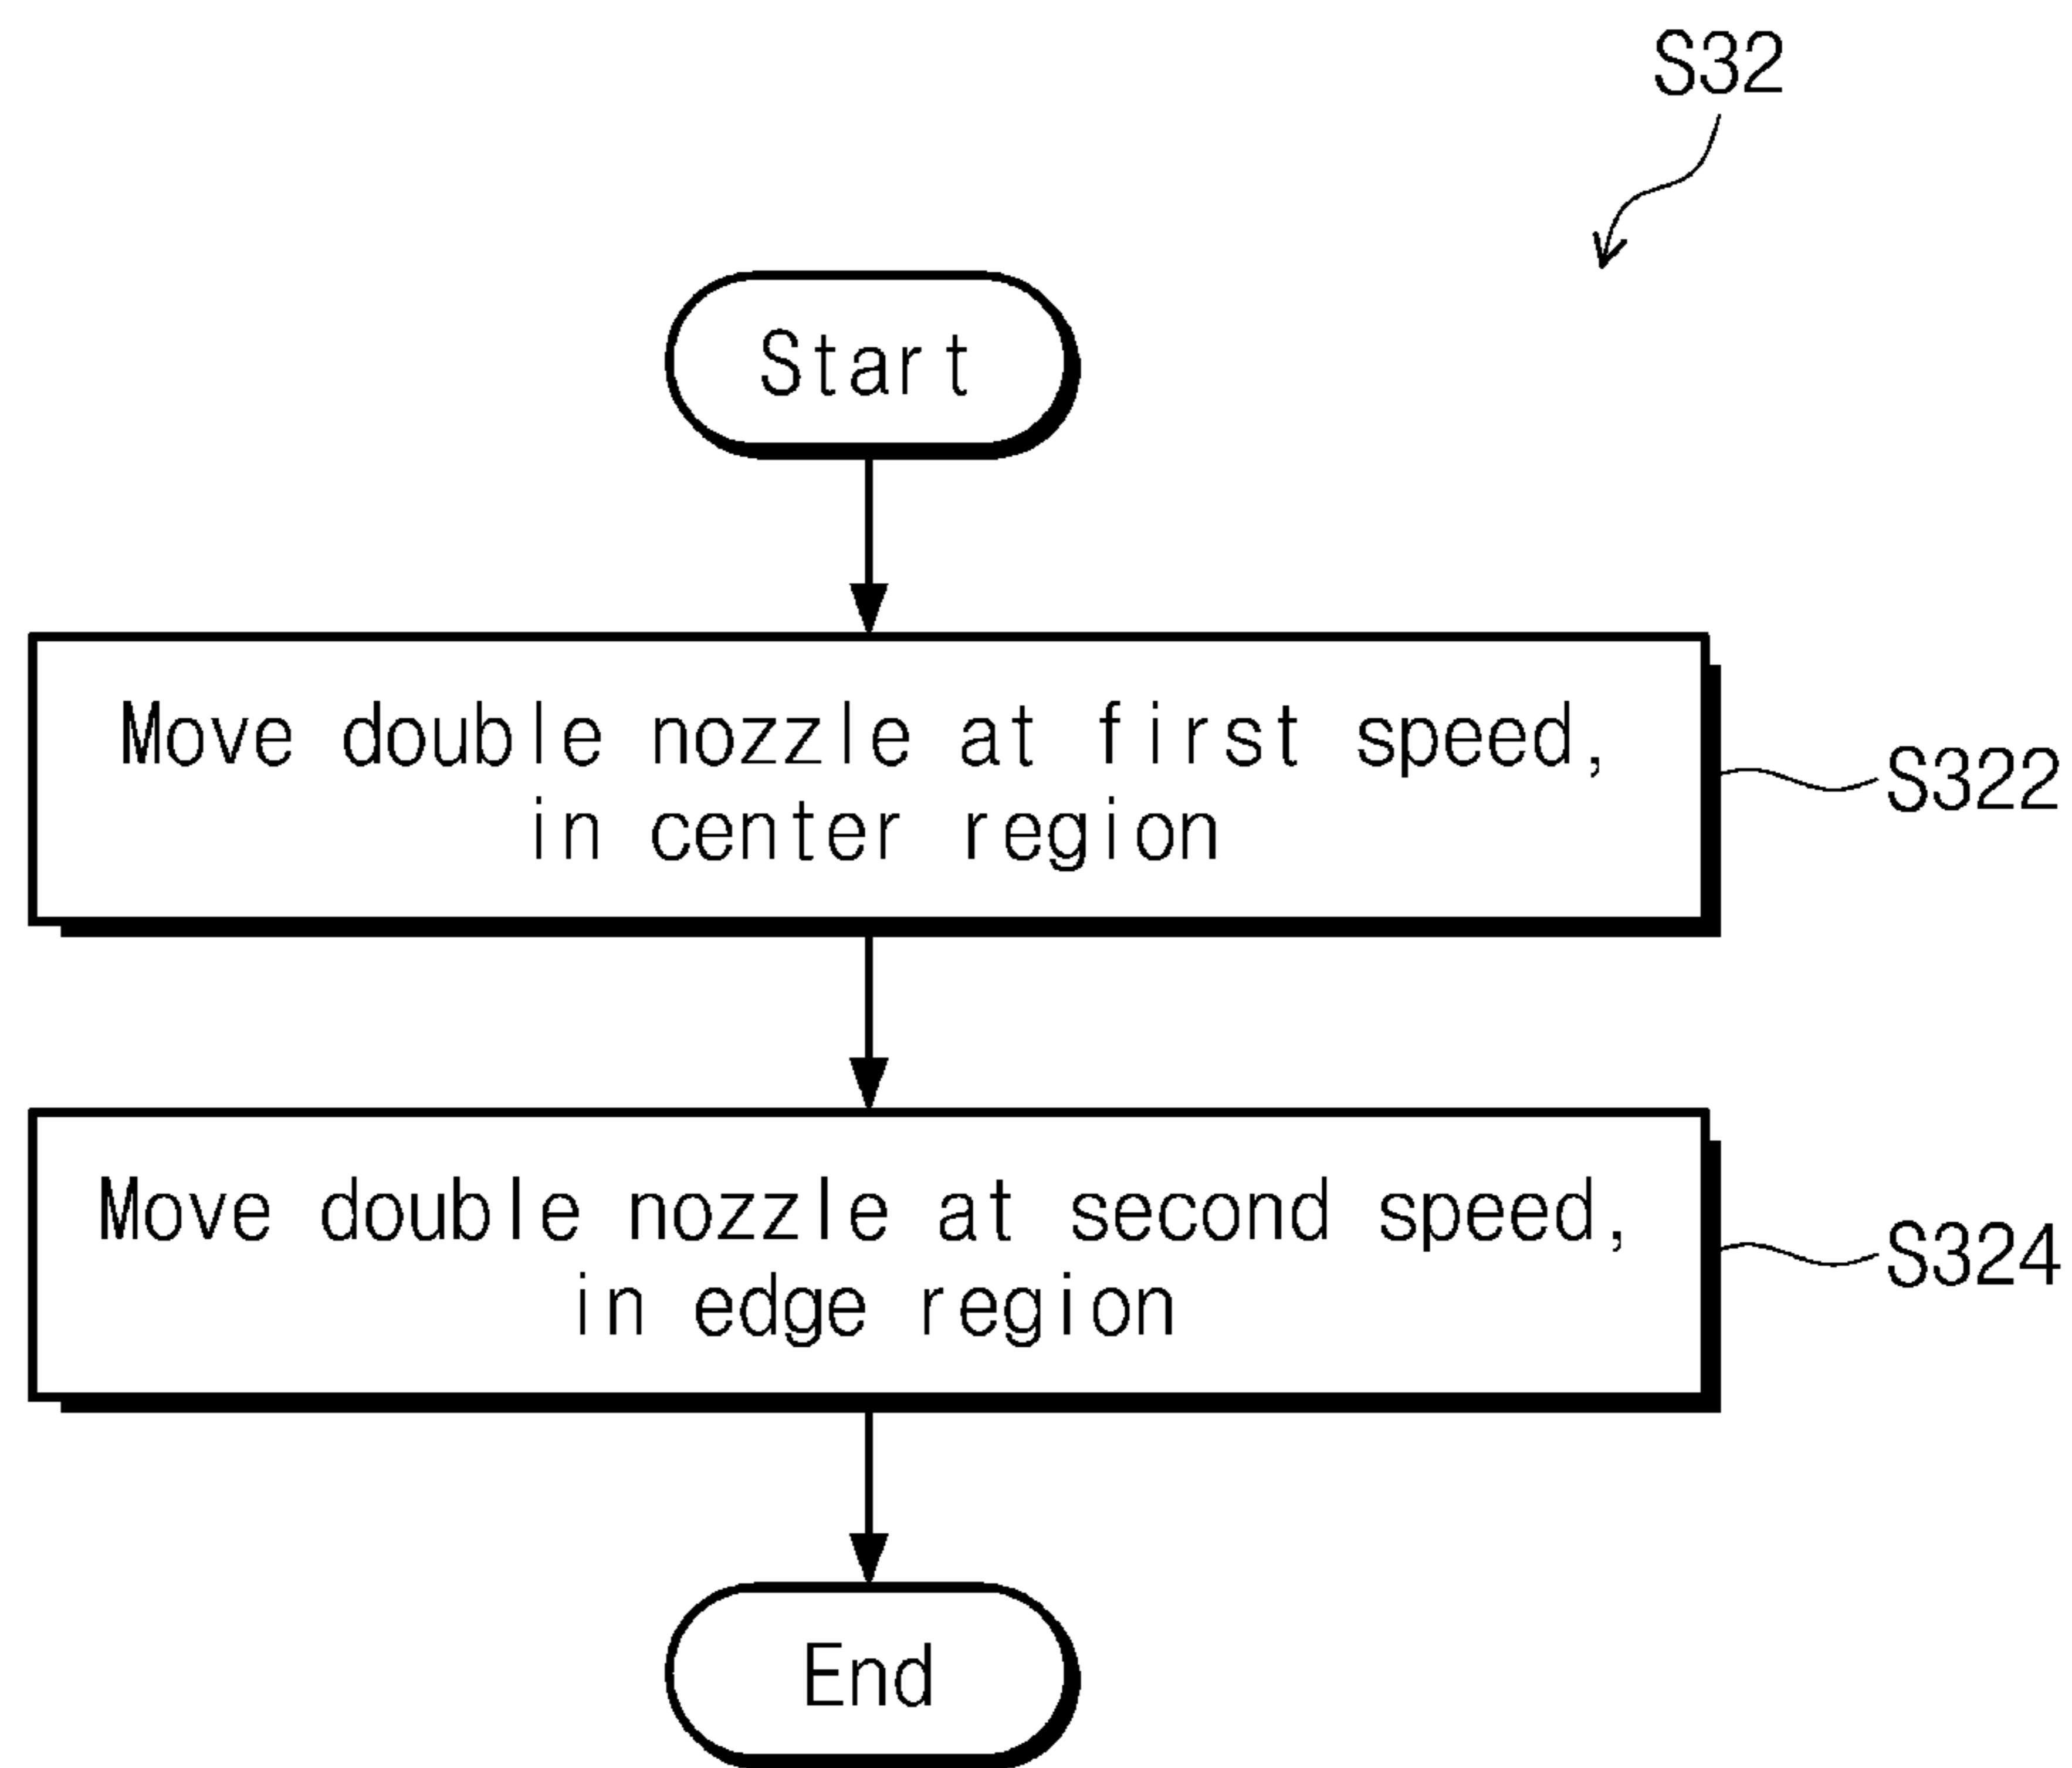 S32
Start
Move double nozzle at first speed,
in center region
S322
Move double nozzle at second speed,
in edge region
S324
End